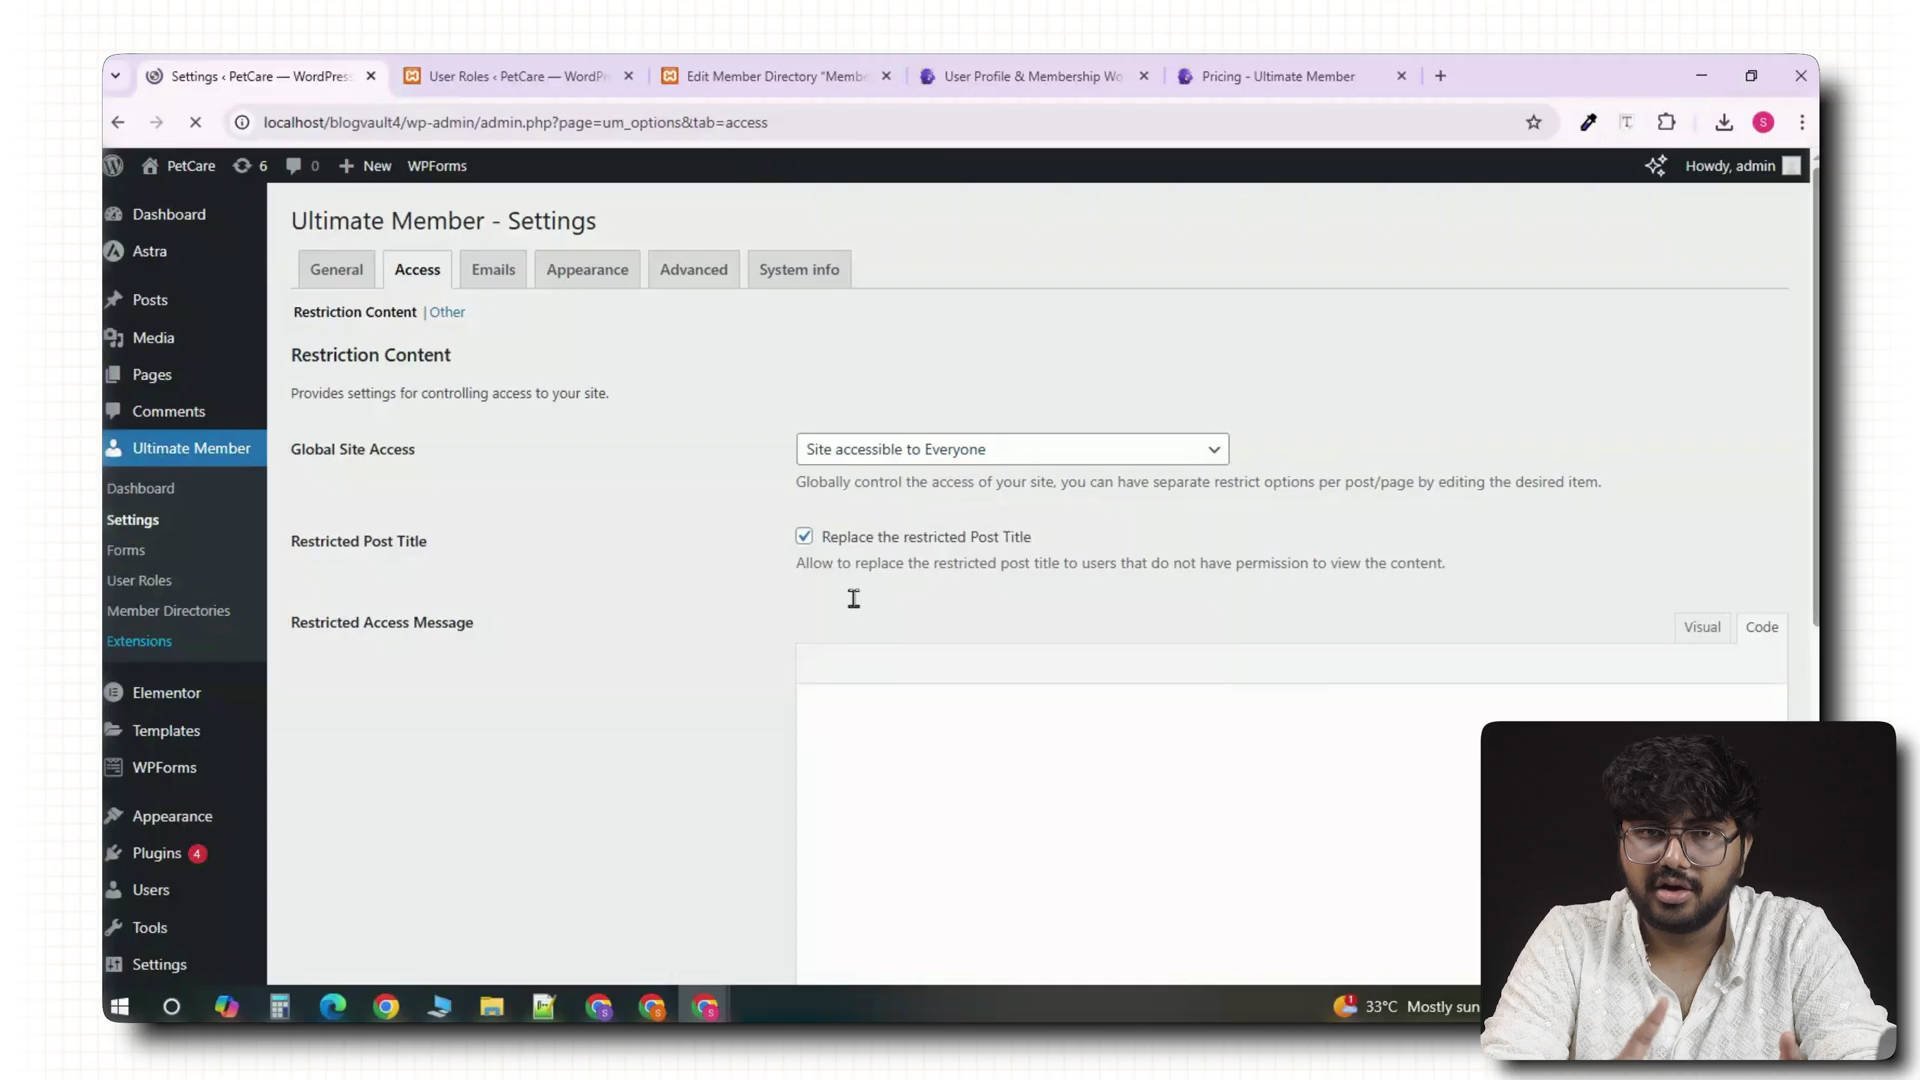 Settings ‹ PetCare — WordPress
User Roles ‹ PetCare — WordPr
Edit Member Directory "Membe
User Profile & Membership Wo
Pricing - Ultimate Member
localhost/blogvault4/wp-admin/admin.php?page=um_options&tab=access
S
PetCare
6
0
New
WPForms
Howdy, admin
Dashboard
Astra
Posts
Media
Pages
Comments
Ultimate Member
Dashboard
Settings
Forms
User Roles
Member Directories
Extensions
Elementor
Templates
WPForms
Appearance
Plugins 4
Users
Tools
Settings
Ultimate Member - Settings
General
Access
Emails
Appearance
Advanced
System info
Restriction Content | Other
Restriction Content
Provides settings for controlling access to your site.
Global Site Access
Site accessible to Everyone
Globally control the access of your site, you can have separate restrict options per post/page by editing the desired item.
Restricted Post Title
Replace the restricted Post Title
Allow to replace the restricted post title to users that do not have permission to view the content.
Restricted Access Message
Visual
Code
1
33°C Mostly sun